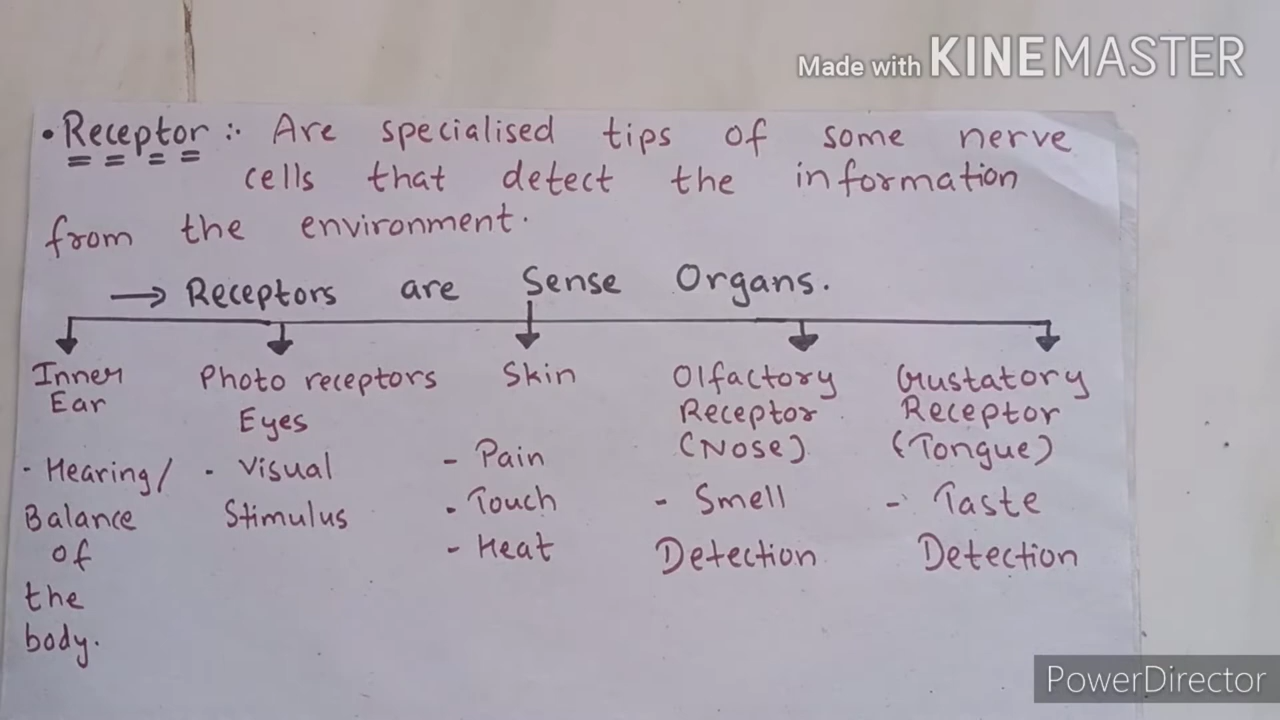 Made with KINEMASTER
• Receptor :- Are specialised tips of some nerve
cells that detect the information
from the environment.
→ Receptors are Sense Organs.
Inner
Ear
- Hearing/
Balance
of
the
body.
Photo receptors
Eyes
- Visual
Stimulus
Skin
- Pain
- Touch
- Heat
Olfactory
Receptor
(Nose)
- Smell
Detection
Gustatory
Receptor
(Tongue)
- Taste
Detection
PowerDirector